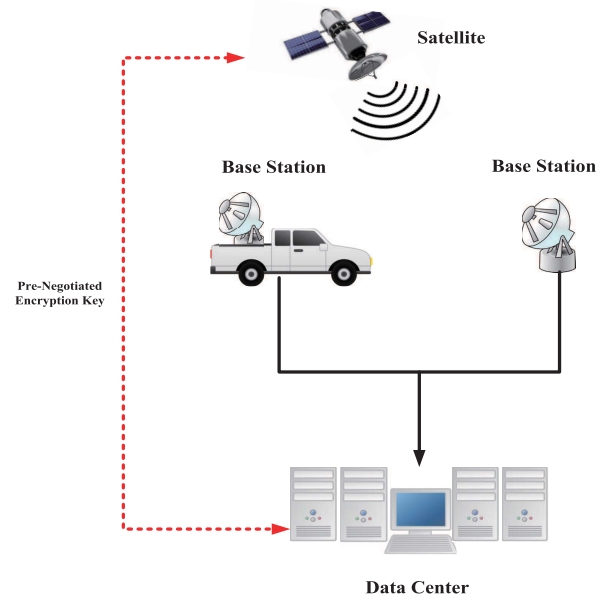 Satellite
Base Station
Base Station
Pre-Negotiated
Encryption Key
Data Center